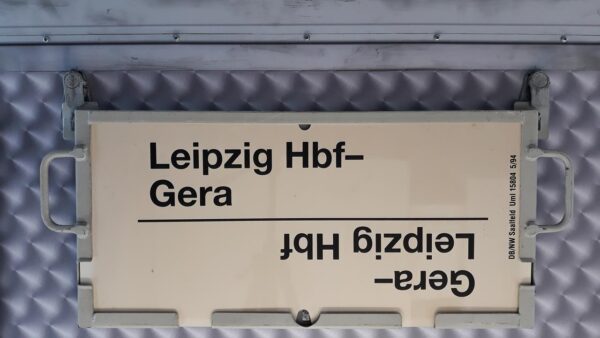 Leipzig Hbf–
Gera
Gera–
Leipzig Hbf
DB/NW Saalfeld Uml 15804 5/94